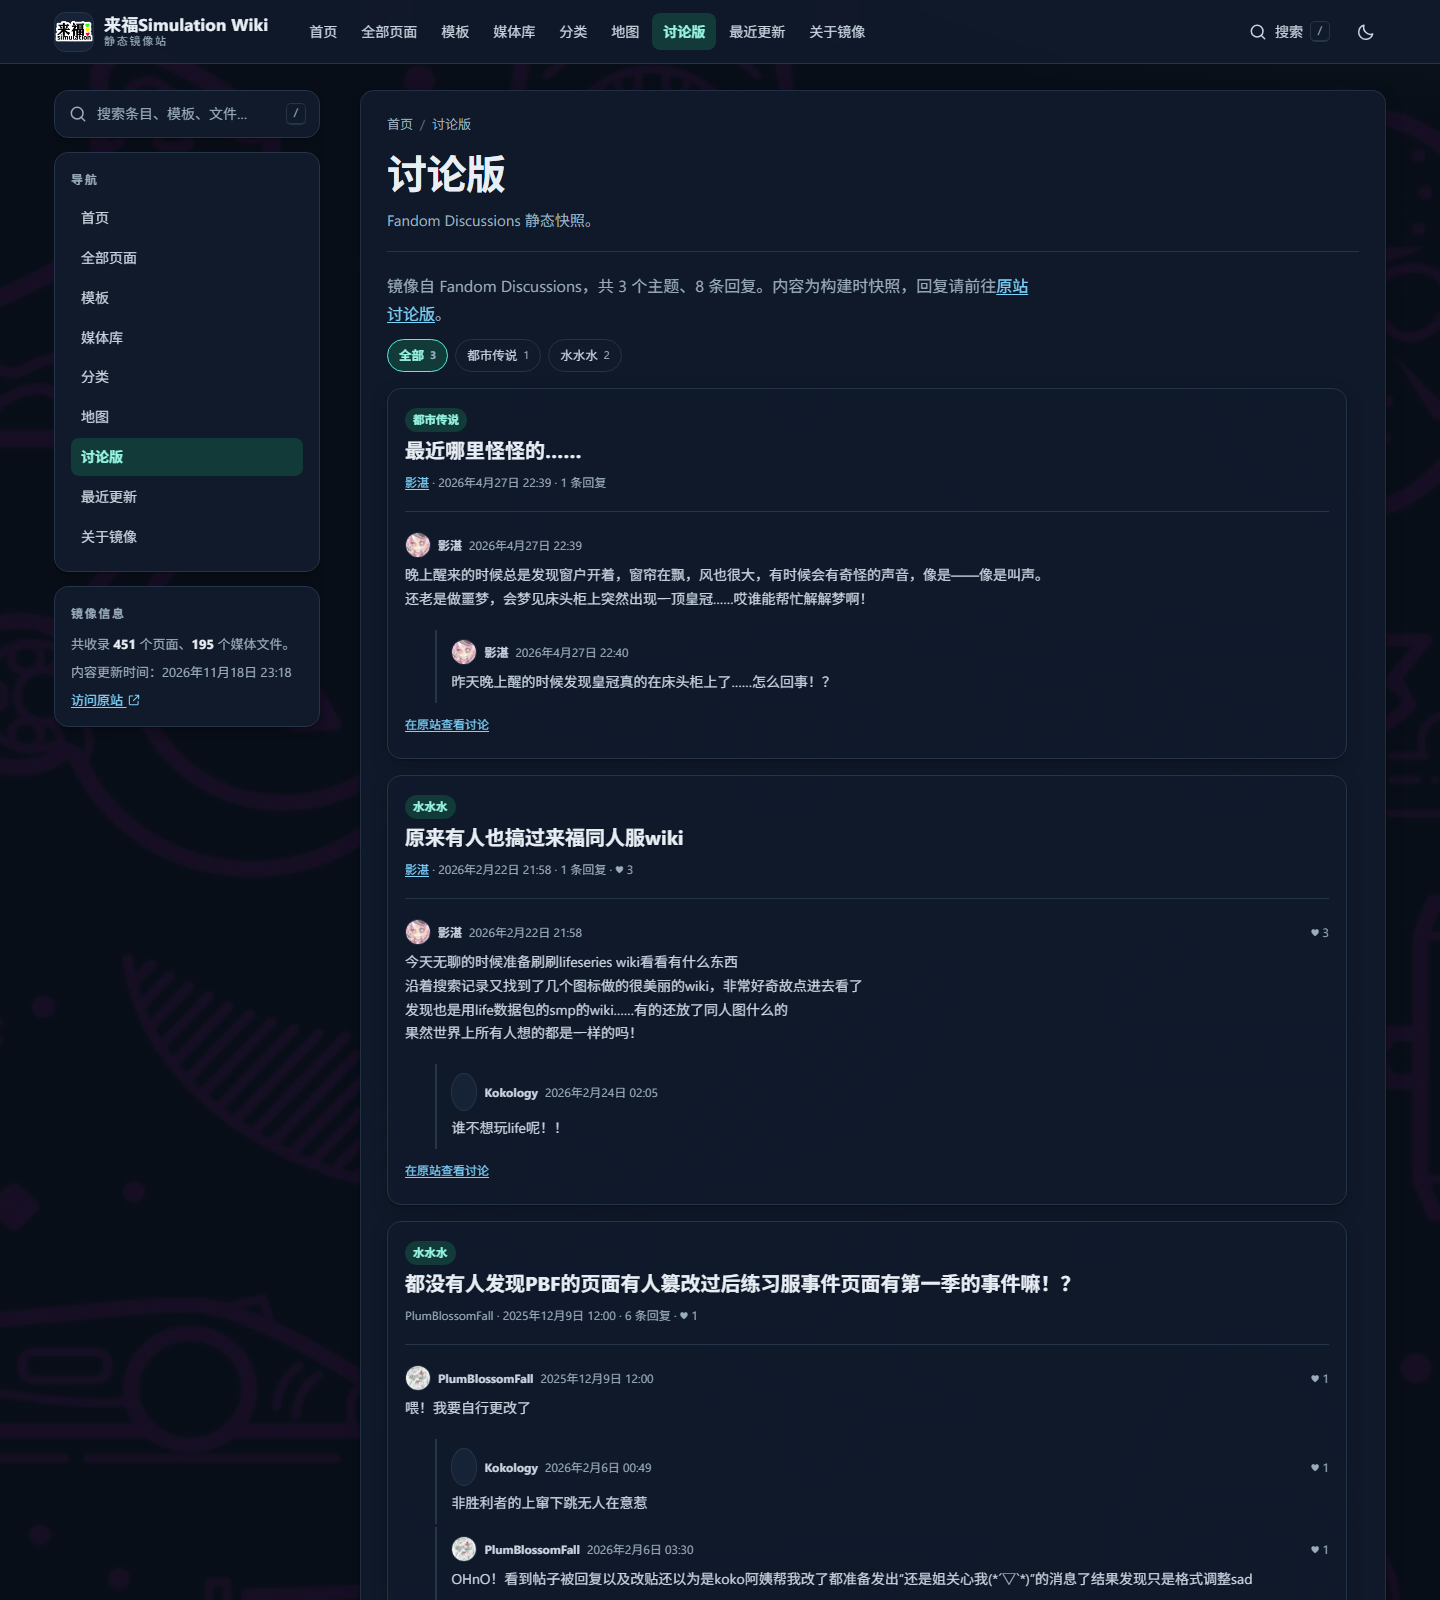 来福Simulation Wiki
静态镜像站
首页 全部页面 模板 媒体库 分类 地图 讨论版 最近更新 关于镜像
搜索 /
搜索条目、模板、文件... /
导航
首页
全部页面
模板
媒体库
分类
地图
讨论版
最近更新
关于镜像
镜像信息
共收录 451 个页面、195 个媒体文件。
内容更新时间：2026年11月18日 23:18
访问原站
首页 / 讨论版
讨论版
Fandom Discussions 静态快照。
镜像自 Fandom Discussions，共 3 个主题、8 条回复。内容为构建时快照，回复请前往原站
讨论版。
全部 3 都市传说 1 水水水 2
都市传说
最近哪里怪怪的……
影湛 · 2026年4月27日 22:39 · 1 条回复
影湛 2026年4月27日 22:39
晚上醒来的时候总是发现窗户开着，窗帘在飘，风也很大，有时候会有奇怪的声音，像是——像是叫声。
还老是做噩梦，会梦见床头柜上突然出现一顶皇冠……哎谁能帮忙解解梦啊！
影湛 2026年4月27日 22:40
昨天晚上醒的时候发现皇冠真的在床头柜上了……怎么回事！？
在原站查看讨论
水水水
原来有人也搞过来福同人服wiki
影湛 · 2026年2月22日 21:58 · 1 条回复 · ♥ 3
影湛 2026年2月22日 21:58 ♥ 3
今天无聊的时候准备刷刷lifeseries wiki看看有什么东西
沿着搜索记录又找到了几个图标做的很美丽的wiki，非常好奇故点进去看了
发现也是用life数据包的smp的wiki……有的还放了同人图什么的
果然世界上所有人想的都是一样的吗！
Kokology 2026年2月24日 02:05
谁不想玩life呢！！
在原站查看讨论
水水水
都没有人发现PBF的页面有人篡改过后练习服事件页面有第一季的事件嘛！？
PlumBlossomFall · 2025年12月9日 12:00 · 6 条回复 · ♥ 1
PlumBlossomFall 2025年12月9日 12:00 ♥ 1
喂！我要自行更改了
Kokology 2026年2月6日 00:49 ♥ 1
非胜利者的上窜下跳无人在意惹
PlumBlossomFall 2026年2月6日 03:30 ♥ 1
OHnO！看到帖子被回复以及改贴还以为是koko阿姨帮我改了都准备发出“还是姐关心我(*´▽`*)”的消息了结果发现只是格式调整sad